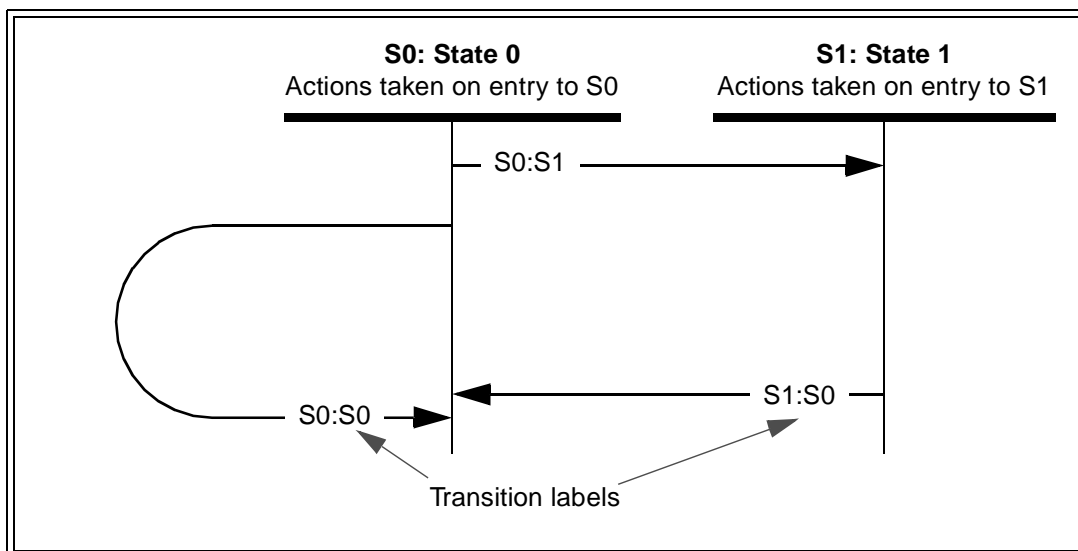 S0: State 0
Actions taken on entry to S0
S1: State 1
Actions taken on entry to S1
S0:S1
S1:S0
S0:S0
Transition labels